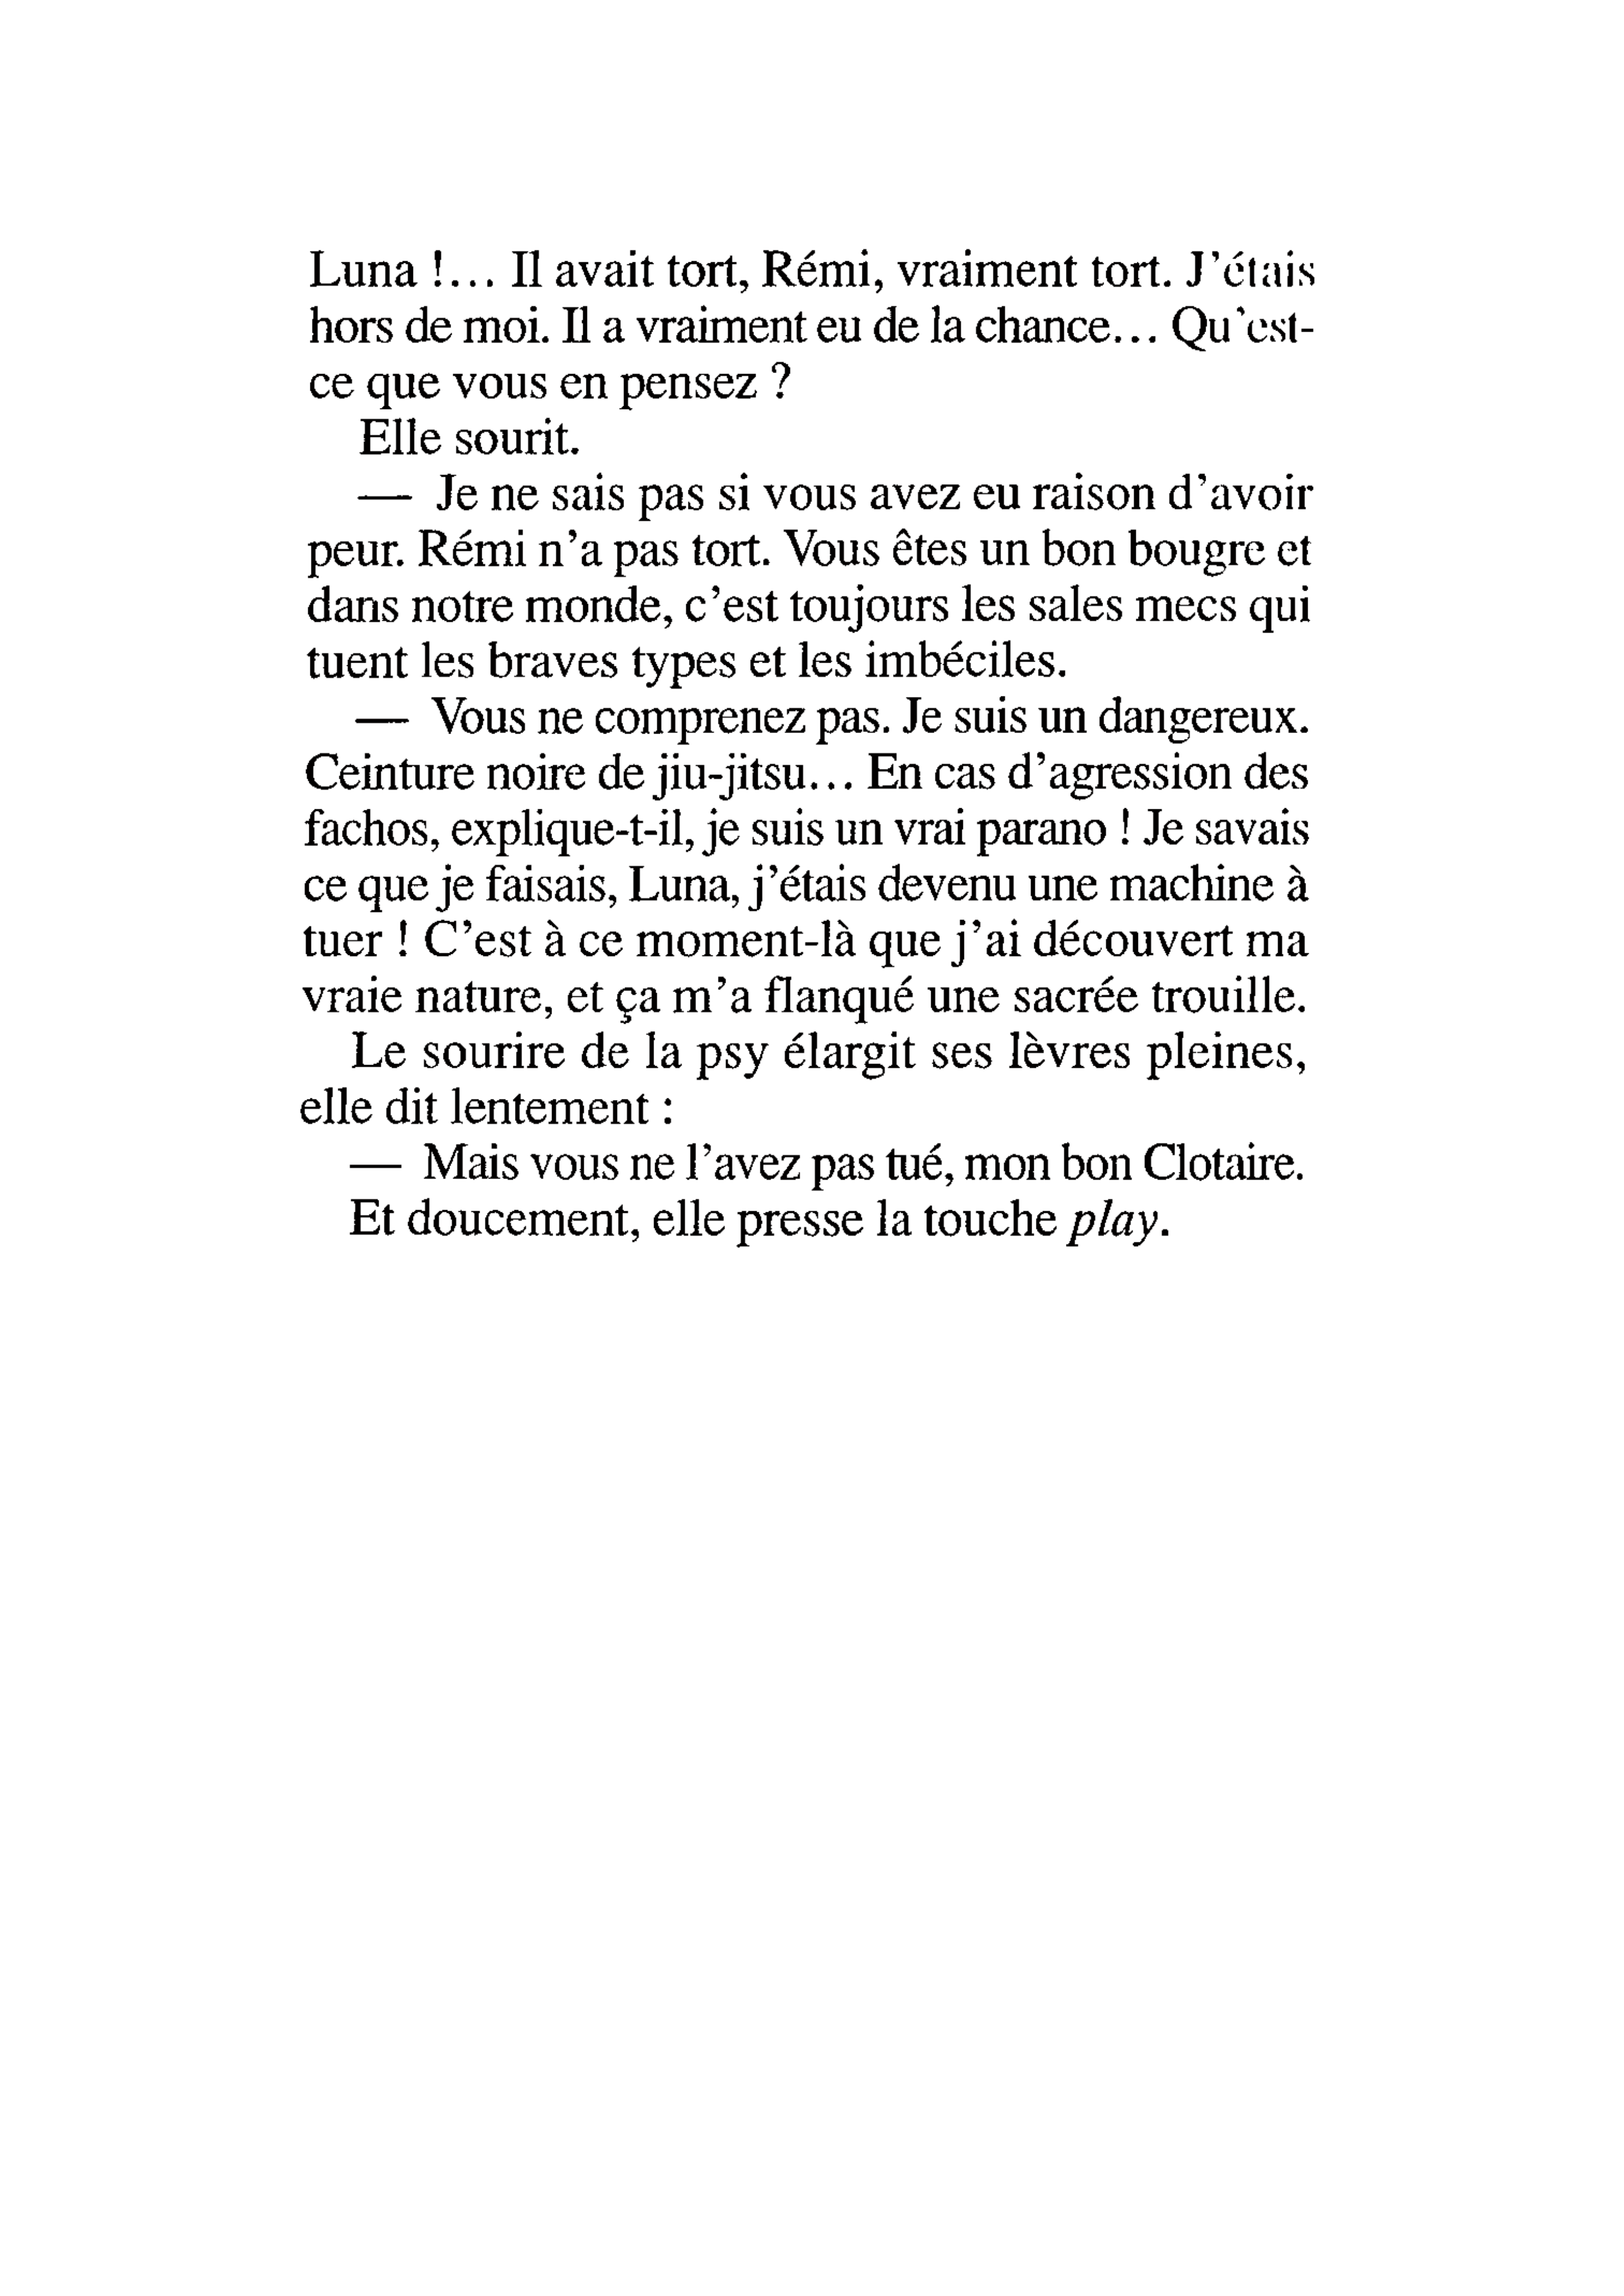 Luna !… Il avait tort, Rémi, vraiment tort. J’étais
hors de moi. Il a vraiment eu de la chance… Qu’est-
ce que vous en pensez ?
Elle sourit.
— Je ne sais pas si vous avez eu raison d’avoir
peur. Rémi n’a pas tort. Vous êtes un bon bougre et
dans notre monde, c’est toujours les sales mecs qui
tuent les braves types et les imbéciles.
— Vous ne comprenez pas. Je suis un dangereux.
Ceinture noire de jiu-jitsu… En cas d’agression des
fachos, explique-t-il, je suis un vrai parano ! Je savais
ce que je faisais, Luna, j’étais devenu une machine à
tuer ! C’est à ce moment-là que j’ai découvert ma
vraie nature, et ça m’a flanqué une sacrée trouille.
Le sourire de la psy élargit ses lèvres pleines,
elle dit lentement :
— Mais vous ne l’avez pas tué, mon bon Clotaire.
Et doucement, elle presse la touche play.